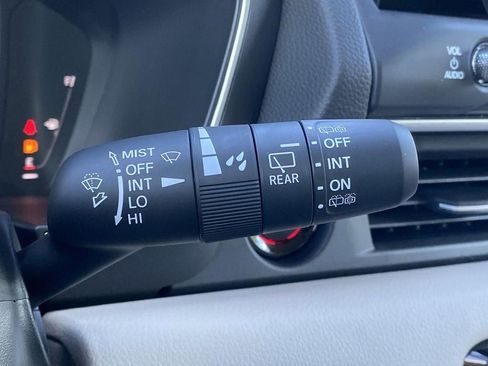 VOL
AUDIO
MIST
OFF
INT
LO
HI
REAR
OFF
INT
ON